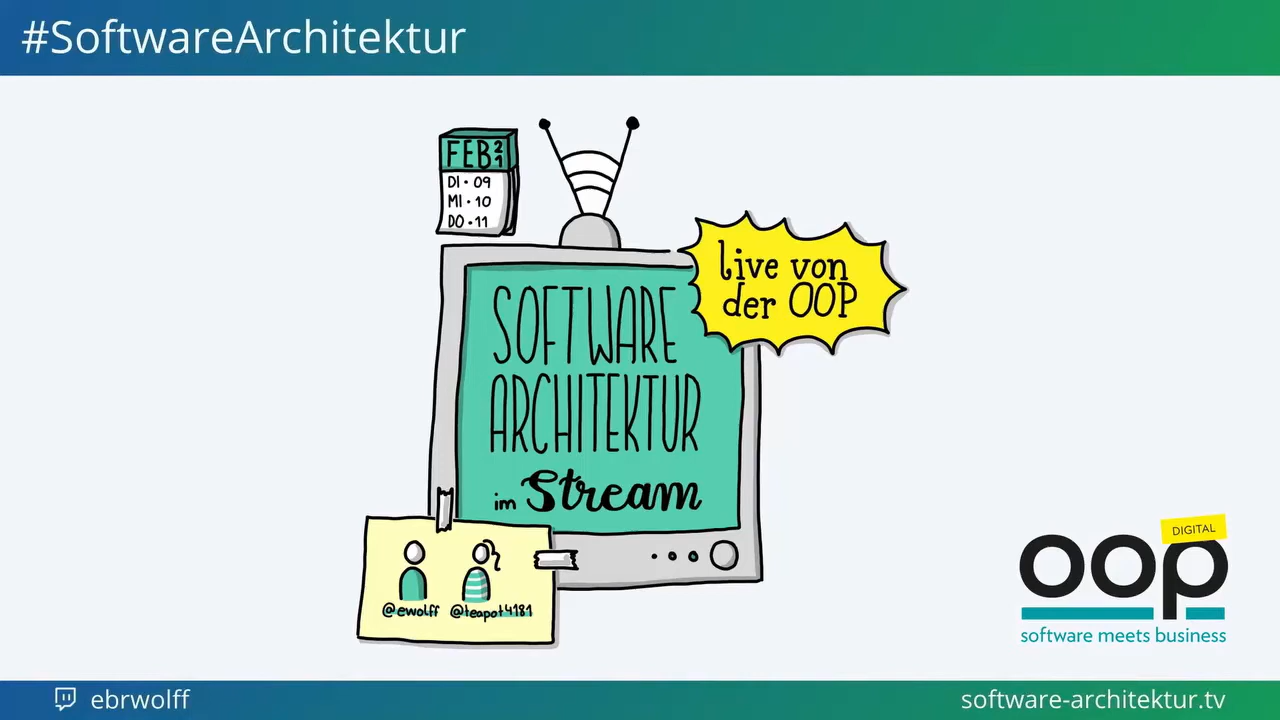 #SoftwareArchitektur
FEB 21
DI · 09
MI · 10
DO · 11
live von
der OOP
SOFTWARE
ARCHITEKTUR
im Stream
@ewolff @teapot4181
DIGITAL
oop
software meets business
ebrwolff
software-architektur.tv